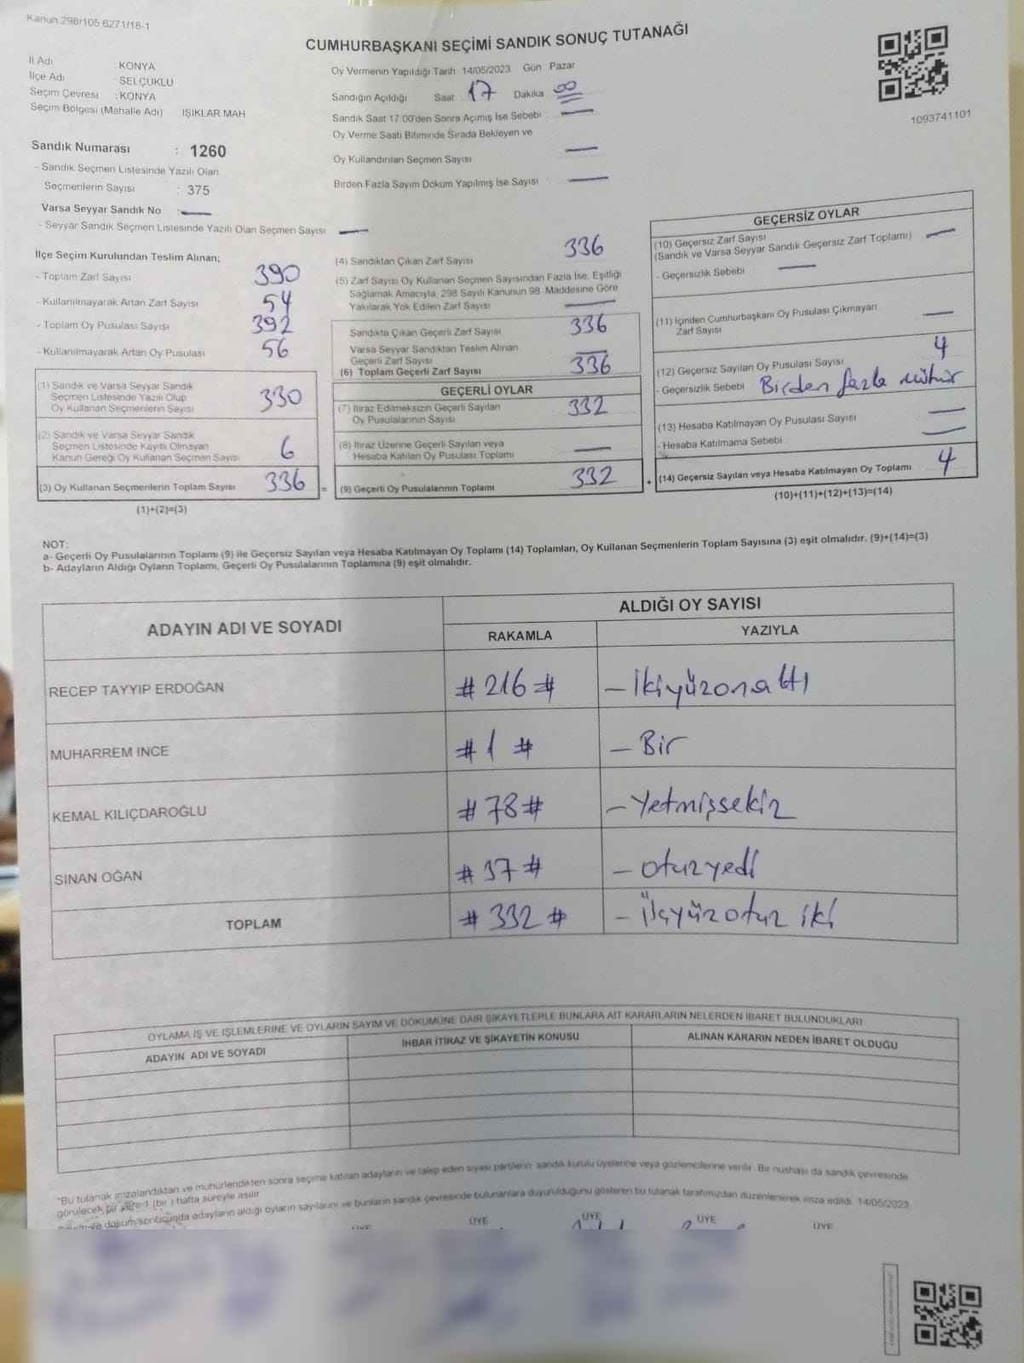 Kanun 298/105 6271/18-1
CUMHURBAŞKANI SEÇİMİ SANDIK SONUÇ TUTANAĞI
İl Adı : KONYA
İlçe Adı : SELÇUKLU
Seçim Çevresi : KONYA
Seçim Bölgesi (Mahalle Adı) IŞIKLAR MAH
Sandık Numarası : 1260
- Sandık Seçmen Listesinde Yazılı Olan
Seçmenlerin Sayısı : 375
Varsa Seyyar Sandık No : —
- Seyyar Sandık Seçmen Listesinde Yazılı Olan Seçmen Sayısı —
Oy Vermenin Yapıldığı Tarih 14/05/2023 Gün Pazar
Sandığın Açıldığı Saat 17 Dakika 00
Sandık Saat 17:00'den Sonra Açımış İse Sebebi : —
Oy Verme Saati Bitiminde Sırada Bekleyen ve
Oy Kullandırılan Seçmen Sayısı —
Birden Fazla Sayım Döküm Yapılmış İse Sayısı —
1093741101
İlçe Seçim Kurulundan Teslim Alınan;
- Toplam Zarf Sayısı 390
- Kullanılmayarak Artan Zarf Sayısı 54
- Toplam Oy Pusulası Sayısı 392
- Kullanılmayarak Artan Oy Pusulası 56
(1) Sandık ve Varsa Seyyar Sandık
Seçmen Listesinde Yazılı Olup
Oy Kullanan Seçmenlerin Sayısı 330
(2) Sandık ve Varsa Seyyar Sandık
Seçmen Listesinde Kayıtlı Olmayan
Kanun Gereği Oy Kullanan Seçmen Sayısı 6
(3) Oy Kullanan Seçmenlerin Toplam Sayısı 336 =
(1)+(2)=(3)
(4) Sandıktan Çıkan Zarf Sayısı 336
(5) Zarf Sayısı Oy Kullanan Seçmen Sayısından Fazla İse, Eşitliği
Sağlamak Amacıyla, 298 Sayılı Kanunun 98. Maddesine Göre
Yakılarak Yok Edilen Zarf Sayısı —
Sandıkta Çıkan Geçerli Zarf Sayısı 336
Varsa Seyyar Sandıktan Teslim Alınan
Geçerli Zarf Sayısı —
(6) Toplam Geçerli Zarf Sayısı 336
GEÇERLİ OYLAR
(7) İtiraz Edilmeksizin Geçerli Sayılan
Oy Pusulalarının Sayısı 332
(8) İtiraz Üzerine Geçerli Sayılan veya
Hesaba Katılan Oy Pusulası Toplamı —
(9) Geçerli Oy Pusulalarının Toplamı 332 +
GEÇERSİZ OYLAR
(10) Geçersiz Zarf Sayısı
(Sandık ve Varsa Seyyar Sandık Geçersiz Zarf Toplamı) —
- Geçersizlik Sebebi —
(11) İçinden Cumhurbaşkanı Oy Pusulası Çıkmayan
Zarf Sayısı —
(12) Geçersiz Sayılan Oy Pusulası Sayısı 4
- Geçersizlik Sebebi Birden fazla mühür
(13) Hesaba Katılmayan Oy Pusulası Sayısı —
- Hesaba Katılmama Sebebi —
(14) Geçersiz Sayılan veya Hesaba Katılmayan Oy Toplamı 4
(10)+(11)+(12)+(13)=(14)
NOT:
a- Geçerli Oy Pusulalarının Toplamı (9) ile Geçersiz Sayılan veya Hesaba Katılmayan Oy Toplamı (14) Toplamları, Oy Kullanan Seçmenlerin Toplam Sayısına (3) eşit olmalıdır. (9)+(14)=(3)
b- Adayların Aldığı Oyların Toplamı, Geçerli Oy Pusulalarının Toplamına (9) eşit olmalıdır.
ADAYIN ADI VE SOYADI ALDIĞI OY SAYISI
RAKAMLA YAZIYLA
RECEP TAYYIP ERDOĞAN # 216 # - İkiyüzonaltı
MUHARREM INCE # 1 # - Bir
KEMAL KILIÇDAROĞLU # 78 # - Yetmişsekiz
SINAN OĞAN # 37 # - otuzyedi
TOPLAM # 332 # - Üçyüzotuz iki
OYLAMA İŞ VE İŞLEMLERİNE VE OYLARIN SAYIM VE DÖKÜMÜNE DAİR ŞİKAYETLERLE BUNLARA AİT KARARLARIN NELERDEN İBARET BULUNDUKLARI
ADAYIN ADI VE SOYADI İHBAR İTİRAZ VE ŞİKAYETİN KONUSU ALINAN KARARIN NEDEN İBARET OLDUĞU
"Bu tutanak imzalandıktan ve mühürlendikten sonra seçime katılan adayların ve talep eden siyasi partilerin sandık kurulu üyelerine veya gözlemcilerine verilir. Bir nüshası da sandık çevresinde
görülecek bir yere (bir) hafta süreyle asılır.
döküm sonucunda adayların aldığı oyların sayılarını ve bunların sandık çevresinde bulunanlara duyurulduğunu gösteren bu tutanak tarafımızdan düzenlenerek imza edildi. 14/05/2023
ÜYE ÜYE ÜYE ÜYE ÜYE